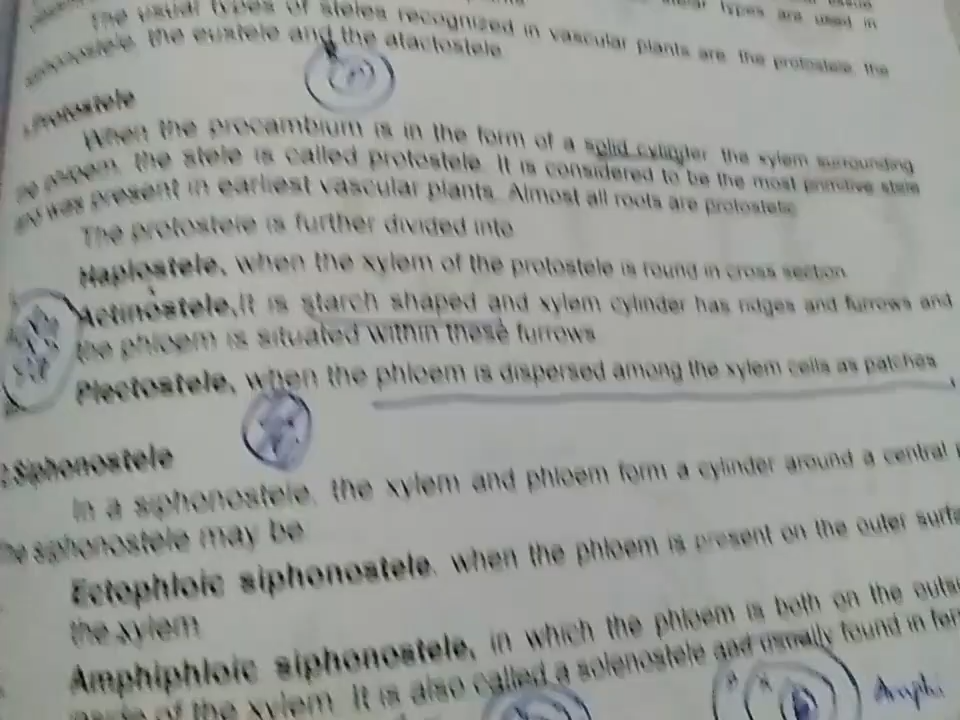 types are used in
The usual types of steles recognized in vascular plants are the protostele, the
siphonostele, the eustele and the atactostele.
Protostele
When the procambium is in the form of a solid cylinder, the xylem surrounding
the phloem, the stele is called protostele. It is considered to be the most primitive stele
and was present in earliest vascular plants. Almost all roots are protostelic
The protostele is further divided into
Haplostele, when the xylem of the protostele is round in cross section
Actinostele, It is starch shaped and xylem cylinder has ridges and furrows and
the phloem is situated within these furrows
Plectostele, when the phloem is dispersed among the xylem cells as patches
2 Siphonostele
In a siphonostele, the xylem and phloem form a cylinder around a central
The siphonostele may be
Ectophloic siphonostele, when the phloem is present on the outer
the xylem
Amphiphloic siphonostele, in which the phloem is both on the
of the xylem. It is also called a solenostele and usually found in
Amphi